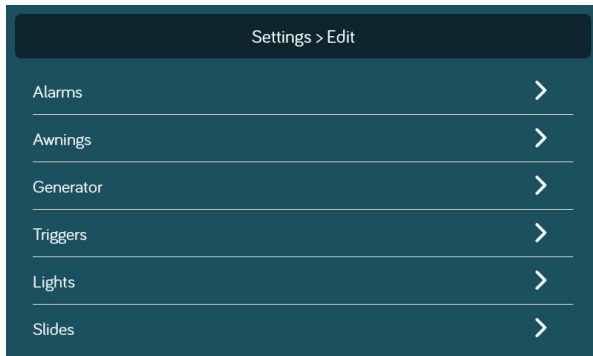 Settings > Edit
Alarms
Awnings
Generator
Triggers
Lights
Slides